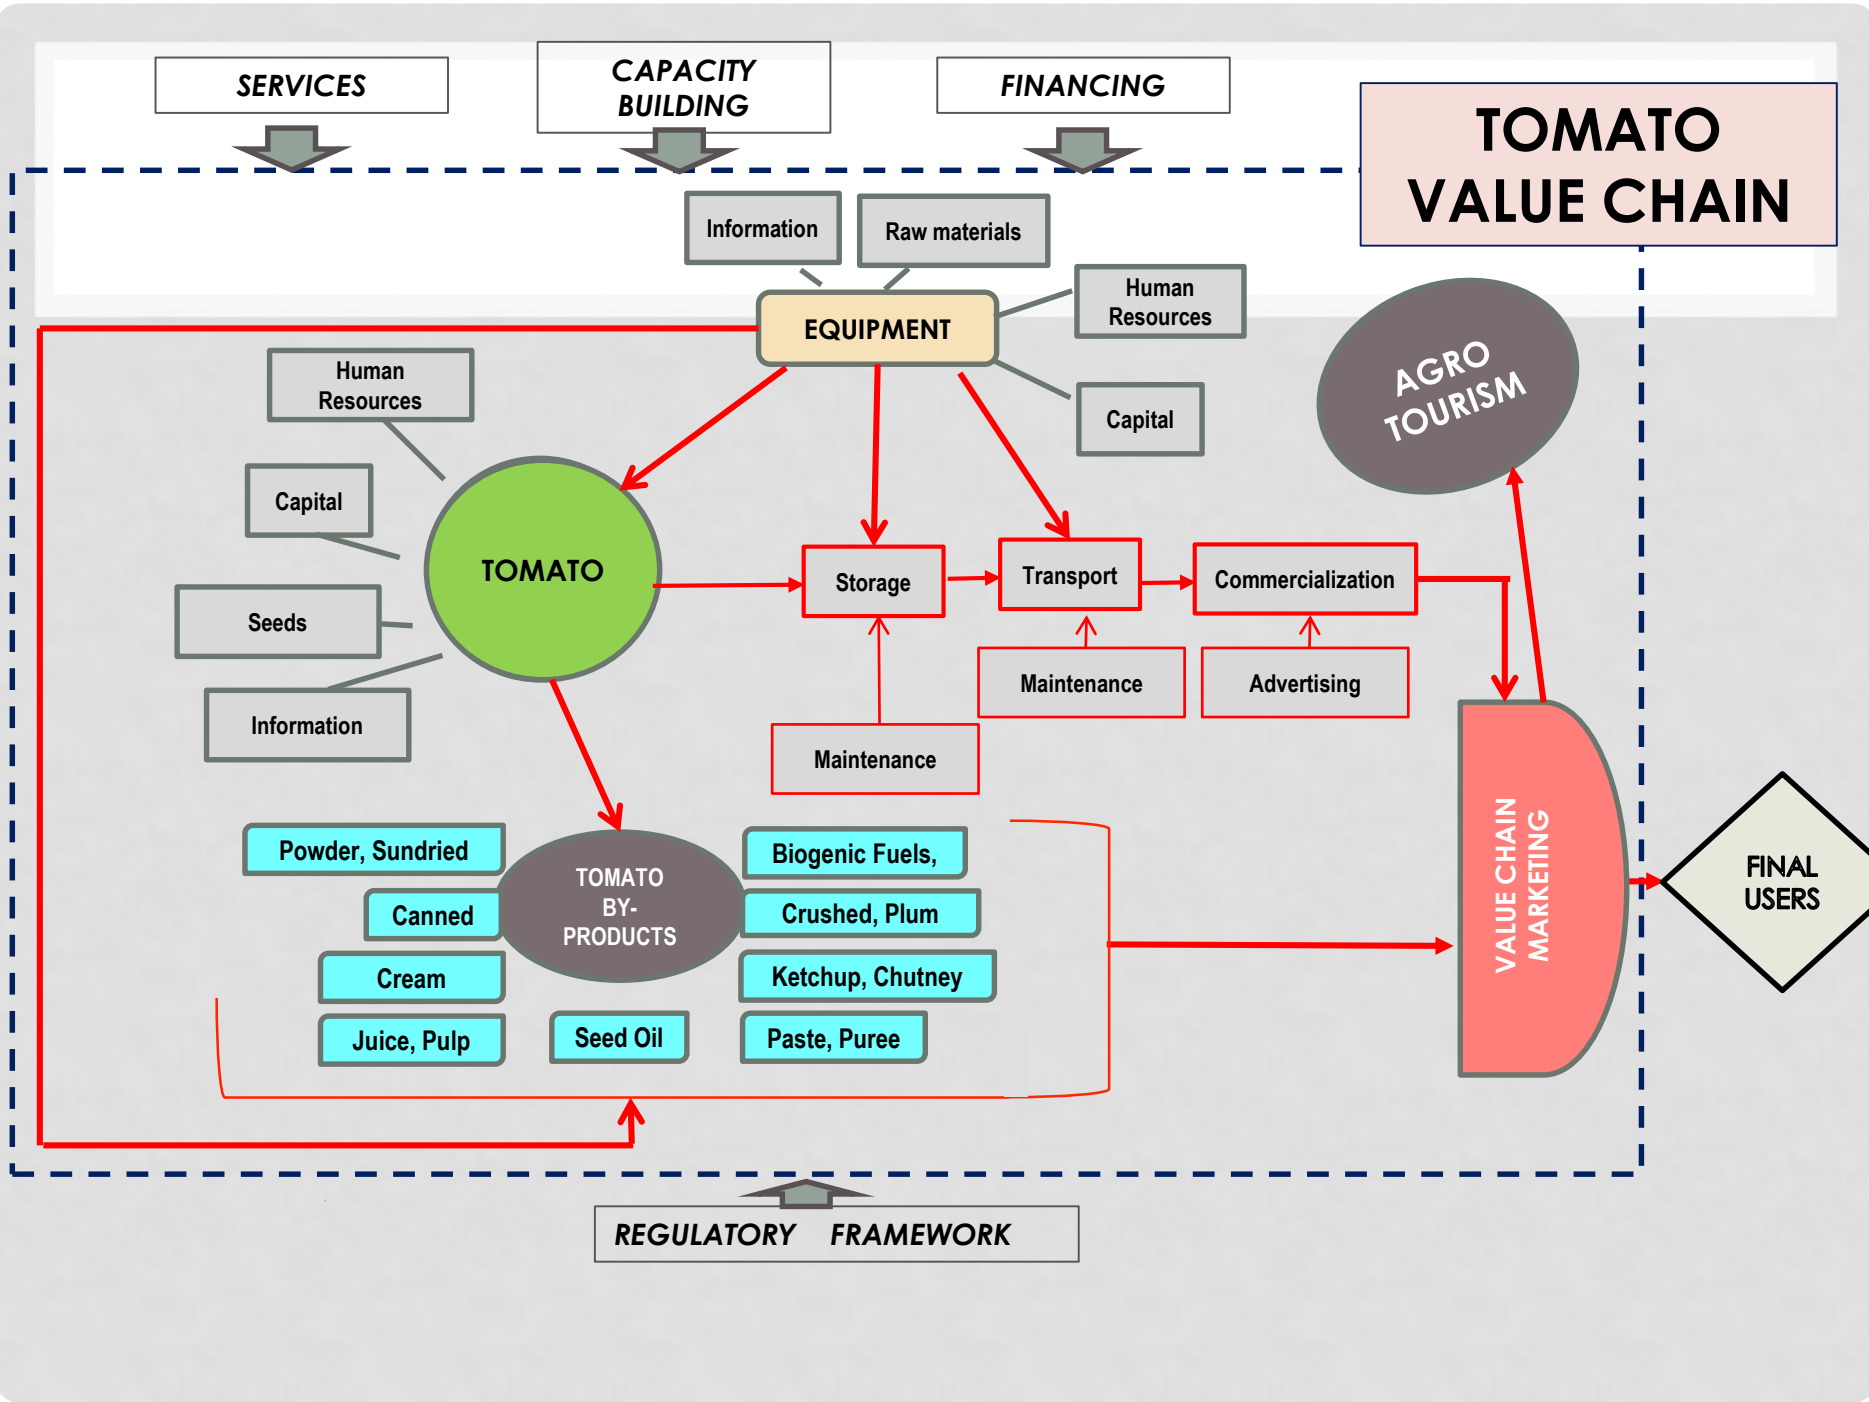 SERVICES
CAPACITY
BUILDING
FINANCING
TOMATO
VALUE CHAIN
Information
Raw materials
Human
Resources
EQUIPMENT
Human
Resources
Capital
AGRO
TOURISM
Capital
TOMATO
Storage
Transport
Commercialization
Seeds
Information
Maintenance
Advertising
Maintenance
VALUE CHAIN
MARKETING
FINAL
USERS
Powder, Sundried
Biogenic Fuels,
TOMATO
BY-
PRODUCTS
Canned
Crushed, Plum
Cream
Ketchup, Chutney
Juice, Pulp
Seed Oil
Paste, Puree
REGULATORY FRAMEWORK